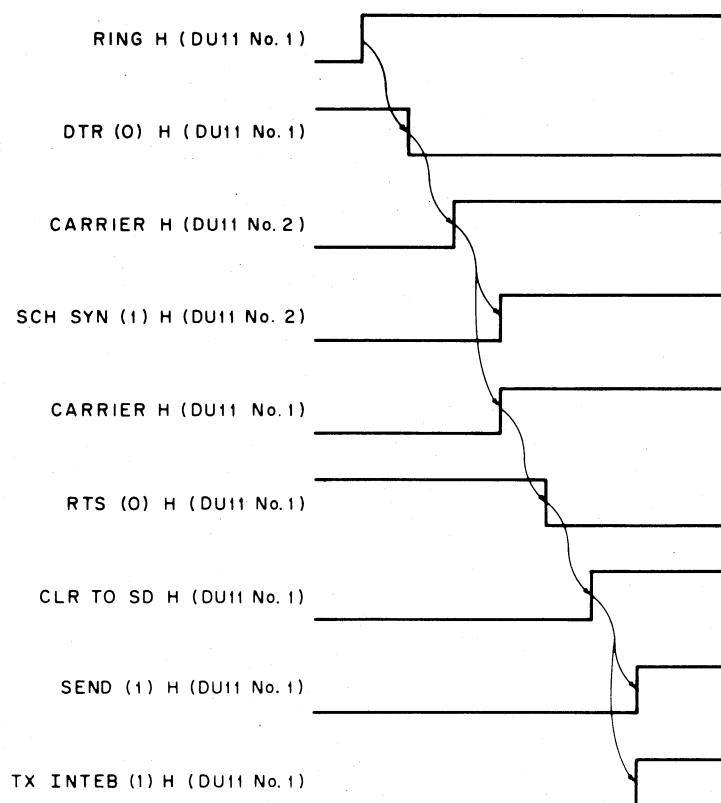 RING H (DU11 No. 1)
DTR (0) H (DU11 No. 1)
CARRIER H (DU11 No. 2)
SCH SYN (1) H (DU11 No. 2)
CARRIER H (DU11 No. 1)
RTS (0) H (DU11 No. 1)
CLR TO SD H (DU11 No. 1)
SEND (1) H (DU11 No. 1)
TX INTEB (1) H (DU11 No. 1)